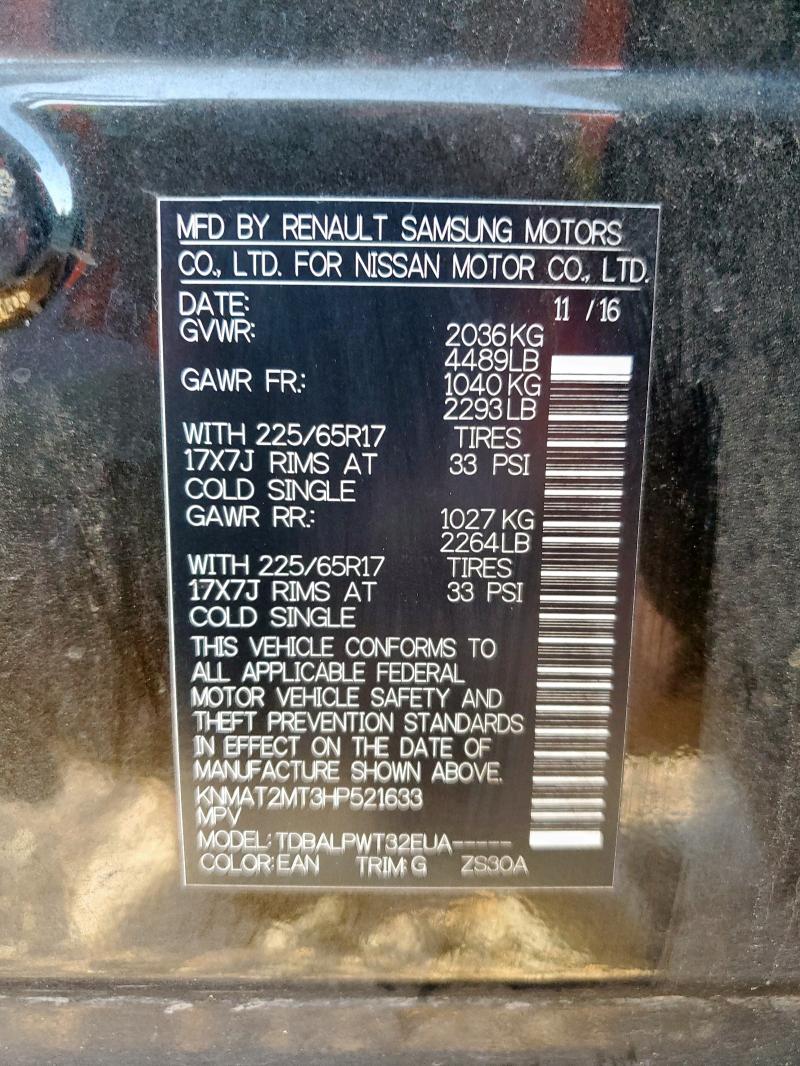 MFD BY RENAULT SAMSUNG MOTORS
CO., LTD. FOR NISSAN MOTOR CO., LTD.
DATE: 11 / 16
GVWR: 2036 KG
4489 LB
GAWR FR.: 1040 KG
2293 LB
WITH 225/65R17 TIRES
17X7J RIMS AT 33 PSI
COLD SINGLE
GAWR RR.: 1027 KG
2264 LB
WITH 225/65R17 TIRES
17X7J RIMS AT 33 PSI
COLD SINGLE
THIS VEHICLE CONFORMS TO
ALL APPLICABLE FEDERAL
MOTOR VEHICLE SAFETY AND
THEFT PREVENTION STANDARDS
IN EFFECT ON THE DATE OF
MANUFACTURE SHOWN ABOVE.
KNMAT2MT3HP521633
MPV
MODEL: TDBALPWT32EUA-----
COLOR: EAN TRIM: G ZS30A